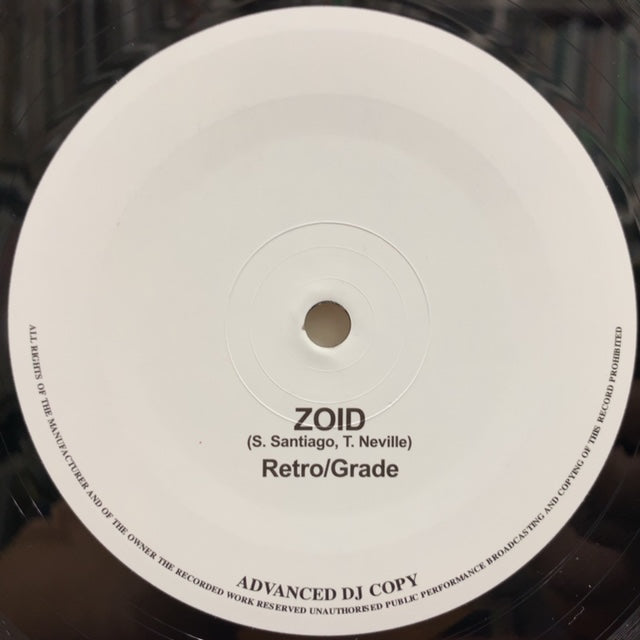 ZOID
(S. Santiago, T. Neville)
Retro/Grade
ADVANCED DJ COPY
ALL RIGHTS OF THE MANUFACTURER AND OF THE OWNER THE RECORDED WORK RESERVED UNAUTHORISED PUBLIC PERFORMANCE BROADCASTING AND COPYING OF THIS RECORD PROHIBITED